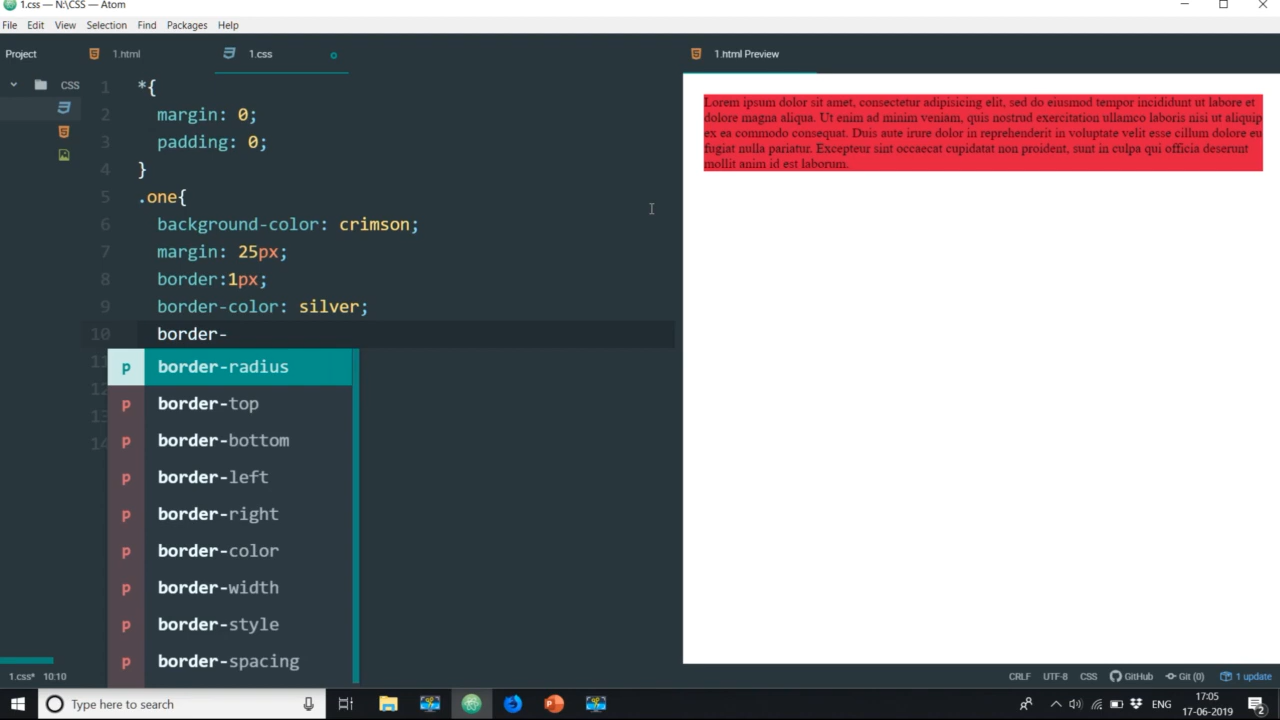 1.css — N:\CSS — Atom
File Edit View Selection Find Packages Help
Project
1.html
1.css
1.html Preview
CSS
1 *{
2 margin: 0;
3 padding: 0;
4 }
5 .one{
6 background-color: crimson;
7 margin: 25px;
8 border:1px;
9 border-color: silver;
10 border-
p border-radius
p border-top
p border-bottom
p border-left
p border-right
p border-color
p border-width
p border-style
p border-spacing
Lorem ipsum dolor sit amet, consectetur adipisicing elit, sed do eiusmod tempor incididunt ut labore et
dolore magna aliqua. Ut enim ad minim veniam, quis nostrud exercitation ullamco laboris nisi ut aliquip
ex ea commodo consequat. Duis aute irure dolor in reprehenderit in voluptate velit esse cillum dolore eu
fugiat nulla pariatur. Excepteur sint occaecat cupidatat non proident, sunt in culpa qui officia deserunt
mollit anim id est laborum.
1.css* 10:10
CRLF UTF-8 CSS GitHub Git (0) 1 update
Type here to search
ENG
17:05
17-06-2019
2